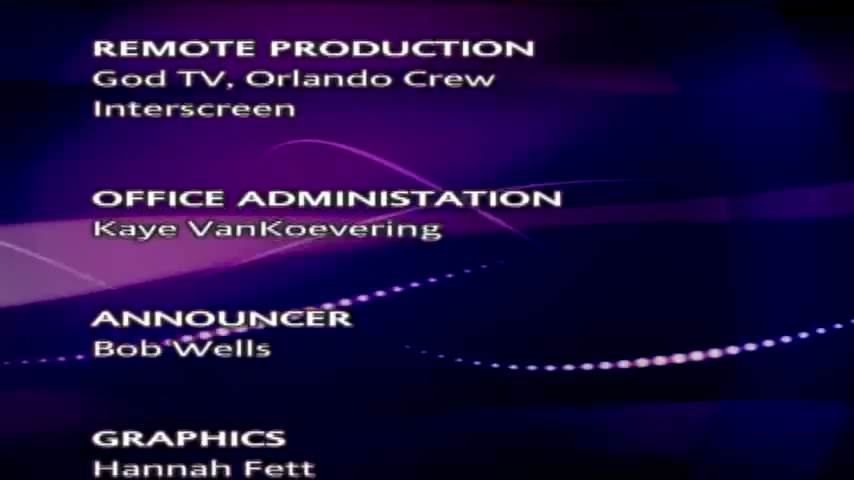 REMOTE PRODUCTION
God TV, Orlando Crew
Interscreen
OFFICE ADMINISTATION
Kaye VanKoevering
ANNOUNCER
Bob Wells
GRAPHICS
Hannah Fett